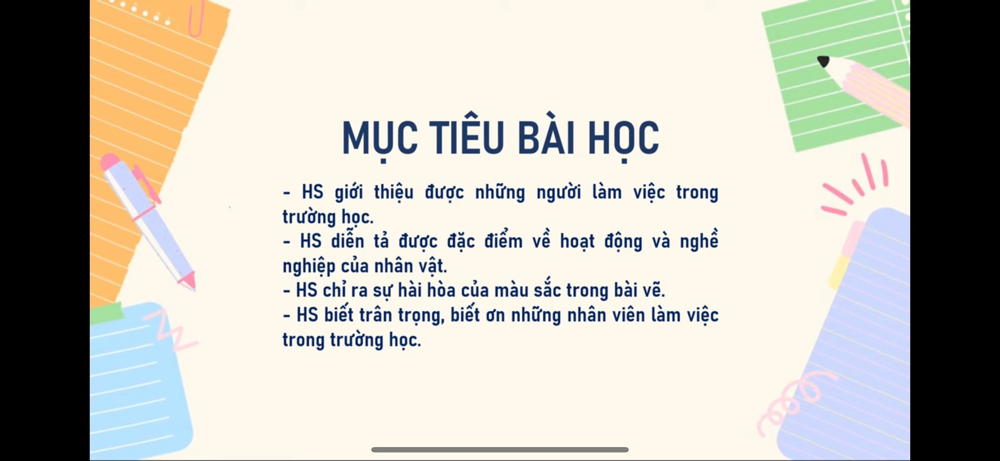 MỤC TIÊU BÀI HỌC
- HS giới thiệu được những người làm việc trong
trường học.
- HS diễn tả được đặc điểm về hoạt động và nghề
nghiệp của nhân vật.
- HS chỉ ra sự hài hòa của màu sắc trong bài vẽ.
- HS biết trân trọng, biết ơn những nhân viên làm việc
trong trường học.